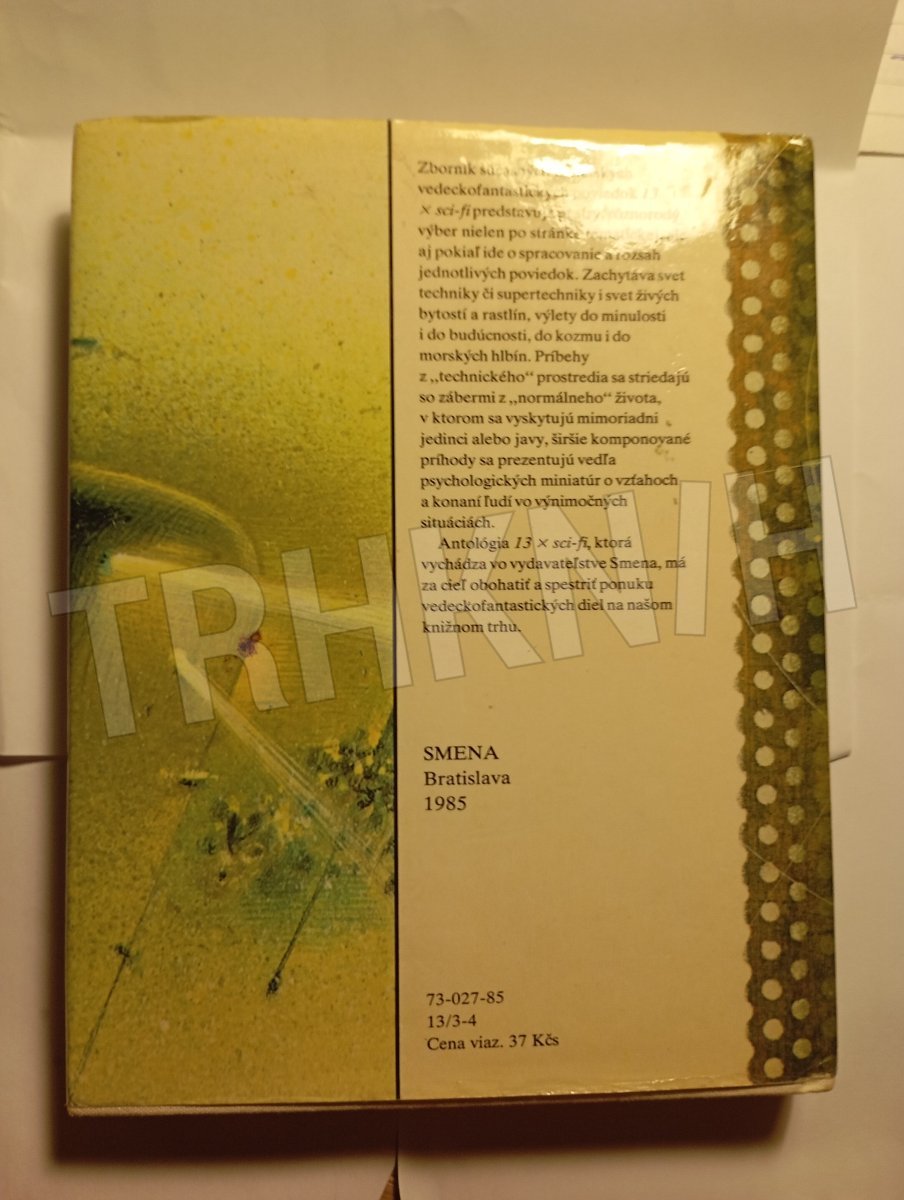 Zborník
vedeckofantastických poviedok 13
× sci-fi predstavuje
výber nielen po stránke
aj pokiaľ ide o spracovanie a rozsah
jednotlivých poviedok. Zachytáva svet
techniky či supertechniky i svet živých
bytostí a rastlín, výlety do minulosti
i do budúcnosti, do kozmu i do
morských hlbín. Príbehy
z „technického“ prostredia sa striedajú
so zábermi z „normálneho“ života,
v ktorom sa vyskytujú mimoriadni
jedinci alebo javy, širšie komponované
príhody sa prezentujú vedľa
psychologických miniatúr o vzťahoch
a konaní ľudí vo výnimočných
situáciách.
Antológia 13 × sci-fi, ktorá
vychádza vo vydavateľstve Smena, má
za cieľ obohatiť a spestriť ponuku
vedeckofantastických diel na našom
knižnom trhu.
TRHKNIH
SMENA
Bratislava
1985
73-027-85
13/3-4
Cena viaz. 37 Kčs